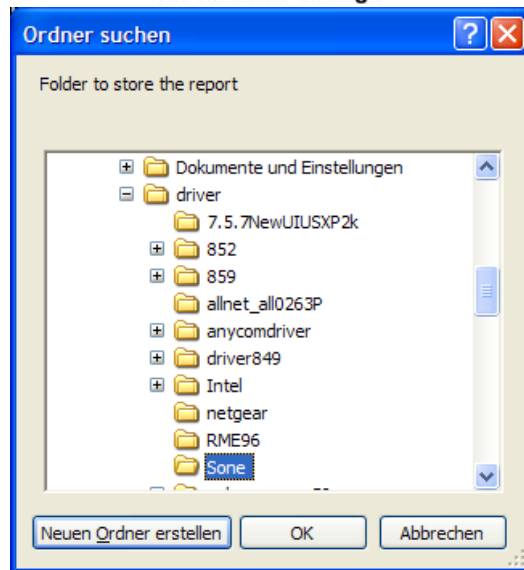 Ordner suchen
Folder to store the report
Dokumente und Einstellungen
driver
7.5.7NewUIUSXP2k
852
859
allnet_all0263P
anycomdriver
driver849
Intel
netgear
RME96
Sone
Neuen Ordner erstellen OK Abbrechen